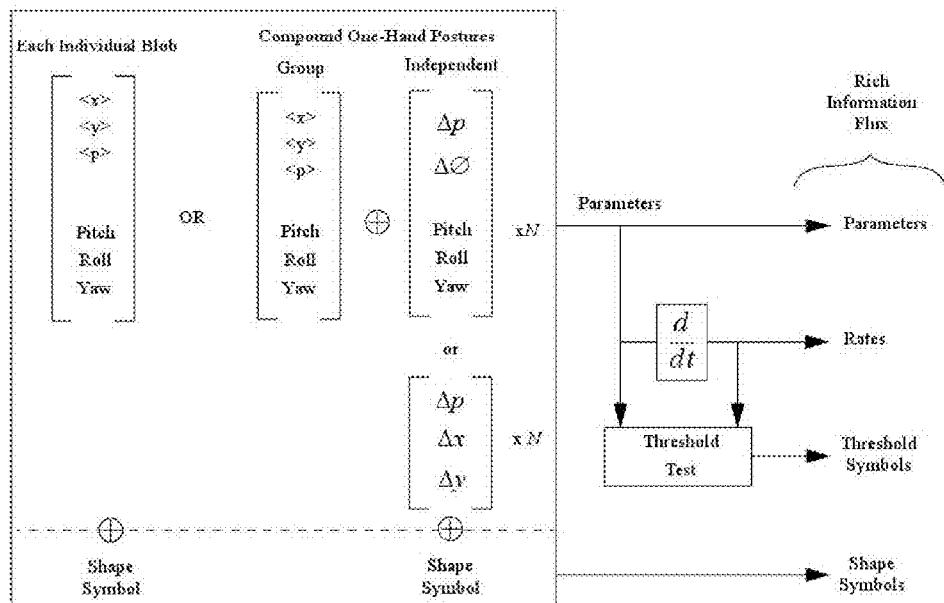 Each Individual Blob
<x>
<y>
<p>
Pitch
Roll
Yaw
OR
Compound One-Hand Postures
Group
<x>
<y>
<p>
Pitch
Roll
Yaw
⊕
Independent
Δp
Δ∅
Pitch
Roll
Yaw
xN
or
Δp
Δx
Δy
x N
⊕
Shape
Symbol
⊕
Shape
Symbol
Parameters
d
dt
Threshold
Test
Rich
Information
Flux
Parameters
Rates
Threshold
Symbols
Shape
Symbols